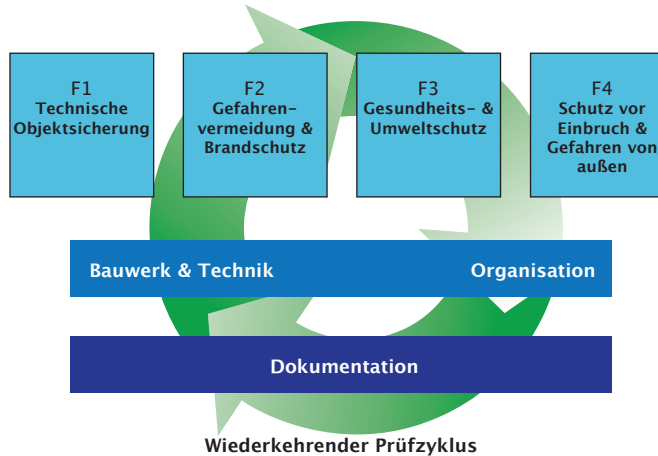 F1
Technische
Objektsicherung
F2
Gefahren-
vermeidung &
Brandschutz
F3
Gesundheits- &
Umweltschutz
F4
Schutz vor
Einbruch &
Gefahren von
außen
Bauwerk & Technik
Organisation
Dokumentation
Wiederkehrender Prüfzyklus